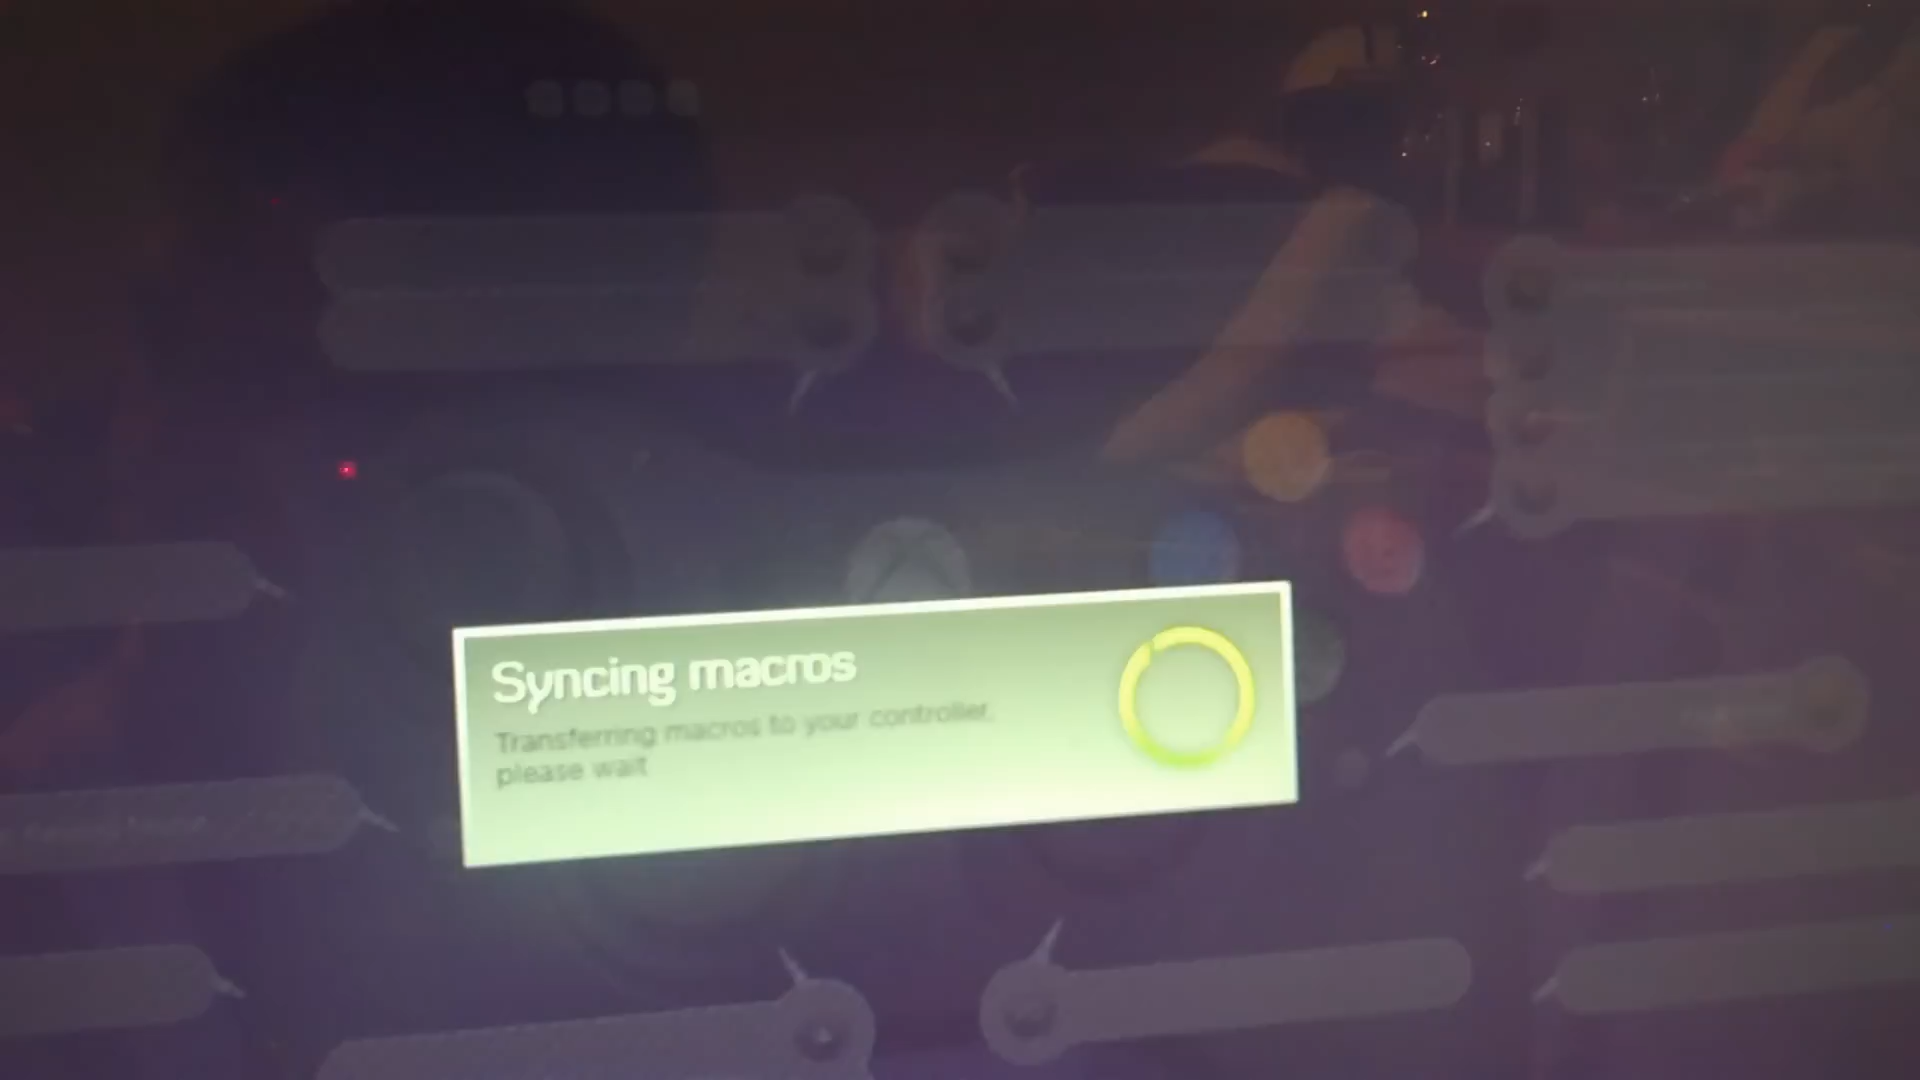 Syncing macros
Transferring macros to your controller,
please wait